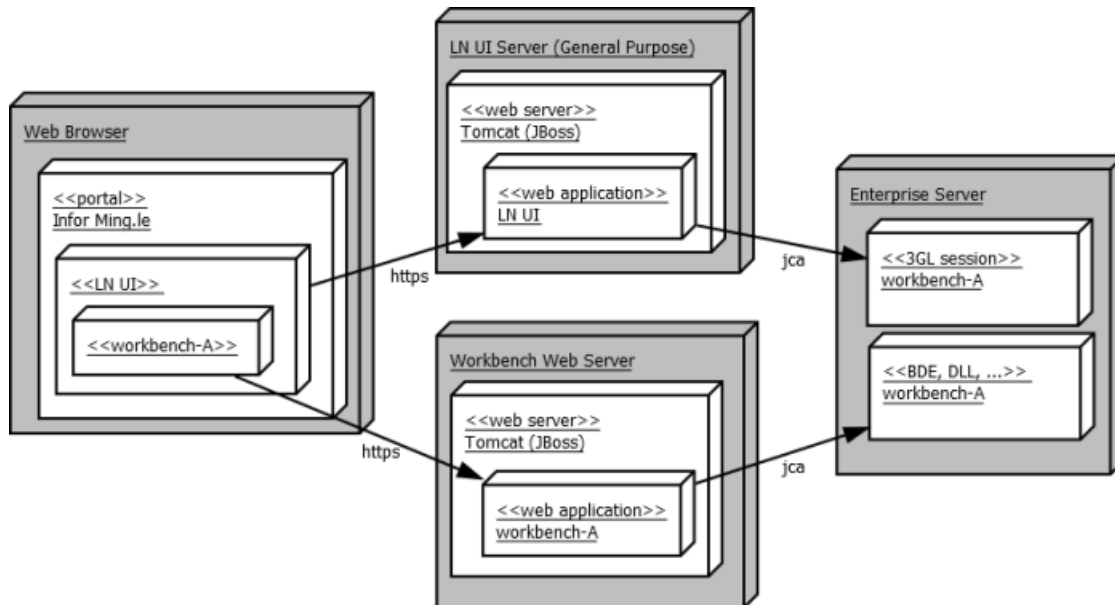 Web Browser
<<portal>>
Infor Ming.le
<<LN UI>>
<<workbench-A>>
https
https
LN UI Server (General Purpose)
<<web server>>
Tomcat (JBoss)
<<web application>>
LN UI
Workbench Web Server
<<web server>>
Tomcat (JBoss)
<<web application>>
workbench-A
jca
jca
Enterprise Server
<<3GL session>>
workbench-A
<<BDE, DLL, ...>>
workbench-A